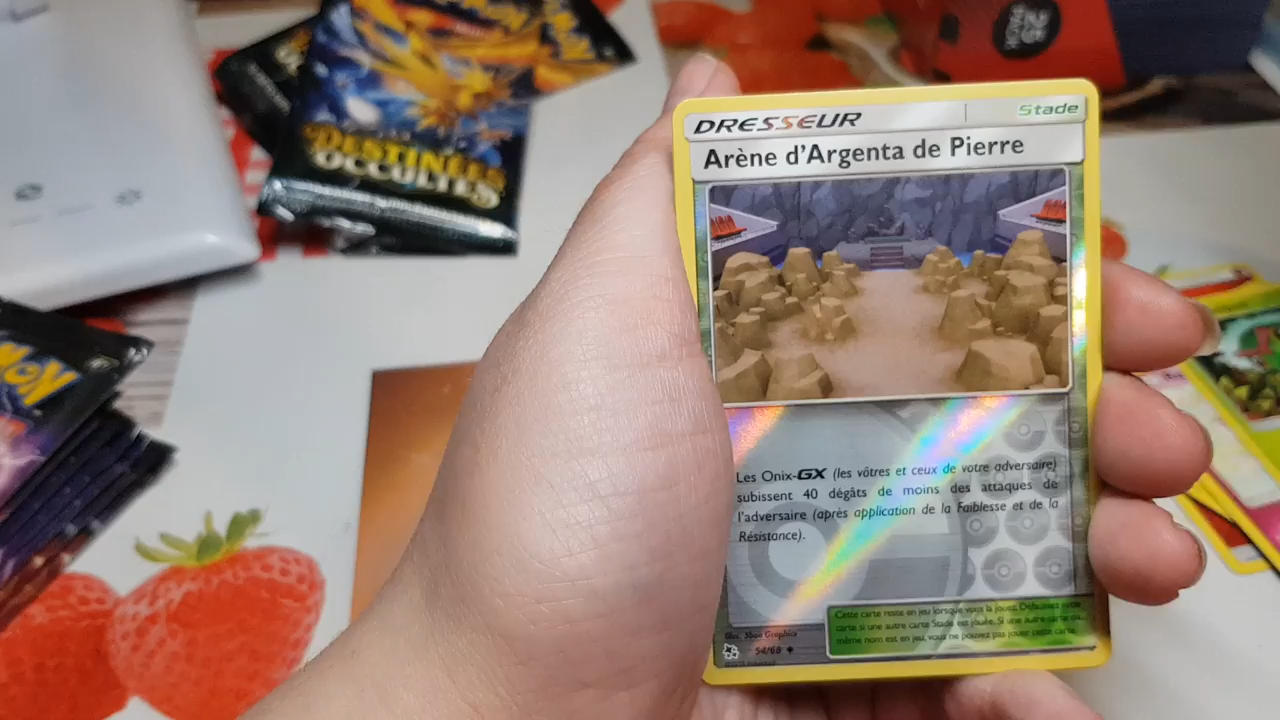 POKÉMON
DESTINÉES
OCCULTES
DRESSEUR
Stade
Arène d'Argenta de Pierre
Les Onix-GX (les vôtres et ceux de votre adversaire)
subissent 40 dégâts de moins des attaques de
l'adversaire (après application de la Faiblesse et de la
Résistance).
Cette carte reste en jeu lorsque vous la jouez. Défaussez cette
carte si une autre carte Stade est jouée. Si une autre carte du
même nom est en jeu, vous ne pouvez pas jouer cette carte.
Illus. 5ban Graphics
54/68